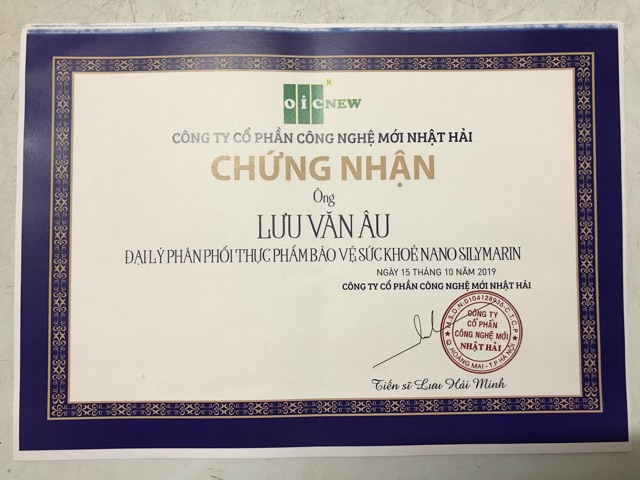 oicNEW ®
CÔNG TY CỔ PHẦN CÔNG NGHỆ MỚI NHẬT HẢI
CHỨNG NHẬN
Ông
LƯU VĂN ÂU
ĐẠI LÝ PHÂN PHỐI THỰC PHẨM BẢO VỆ SỨC KHOẺ NANO SILYMARIN
NGÀY 15 THÁNG 10 NĂM 2019
CÔNG TY CỔ PHẦN CÔNG NGHỆ MỚI NHẬT HẢI
M.S.D.N:0104128935-C.T.C.P
CÔNG TY
CỔ PHẦN
CÔNG NGHỆ MỚI
NHẬT HẢI
Q. HOÀNG MAI - T.P HÀ NỘI
Tiến sĩ Lưu Hải Minh